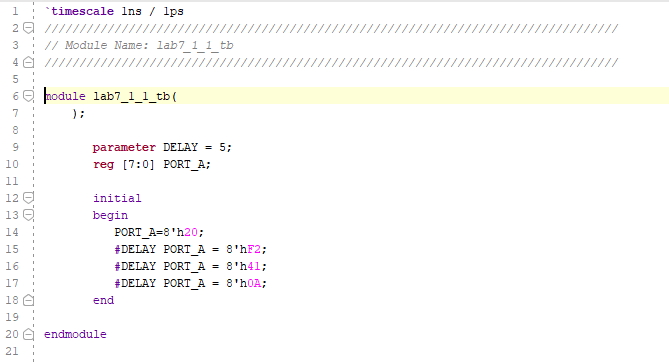 1 `timescale 1ns / 1ps
2 //////////////////////////////////////////////////////////////////////////////////
3 // Module Name: lab7_1_1_tb
4 //////////////////////////////////////////////////////////////////////////////////
5
6 module lab7_1_1_tb(
7 );
8
9 parameter DELAY = 5;
10 reg [7:0] PORT_A;
11
12 initial
13 begin
14 PORT_A=8'h20;
15 #DELAY PORT_A = 8'hF2;
16 #DELAY PORT_A = 8'h41;
17 #DELAY PORT_A = 8'h0A;
18 end
19
20 endmodule
21